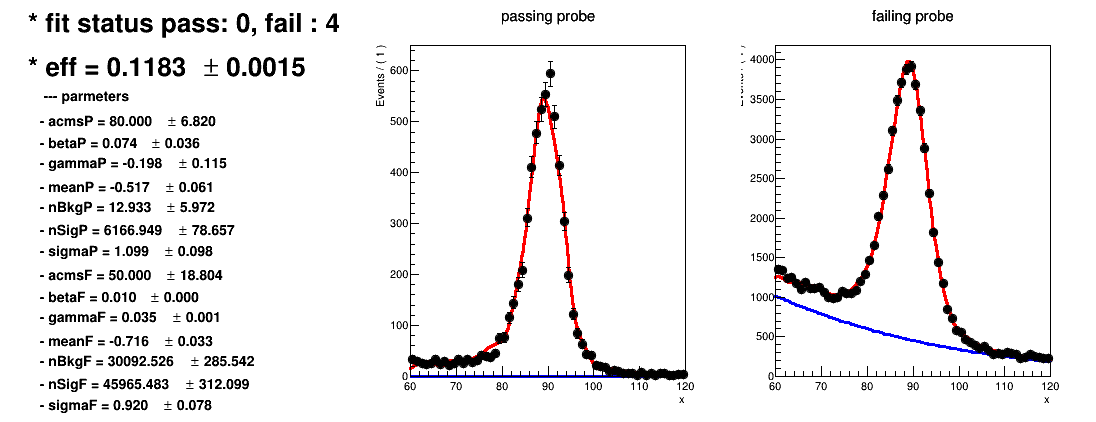 * fit status pass: 0, fail : 4
* eff = 0.1183 ± 0.0015
--- parmeters
- acmsP = 80.000 ± 6.820
- betaP = 0.074 ± 0.036
- gammaP = -0.198 ± 0.115
- meanP = -0.517 ± 0.061
- nBkgP = 12.933 ± 5.972
- nSigP = 6166.949 ± 78.657
- sigmaP = 1.099 ± 0.098
- acmsF = 50.000 ± 18.804
- betaF = 0.010 ± 0.000
- gammaF = 0.035 ± 0.001
- meanF = -0.716 ± 0.033
- nBkgF = 30092.526 ± 285.542
- nSigF = 45965.483 ± 312.099
- sigmaF = 0.920 ± 0.078
passing probe
Events / ( 1 )
600
500
400
300
200
100
0
60 70 80 90 100 110 120
x
failing probe
4000
3500
3000
2500
2000
1500
1000
500
0
60 70 80 90 100 110 120
x